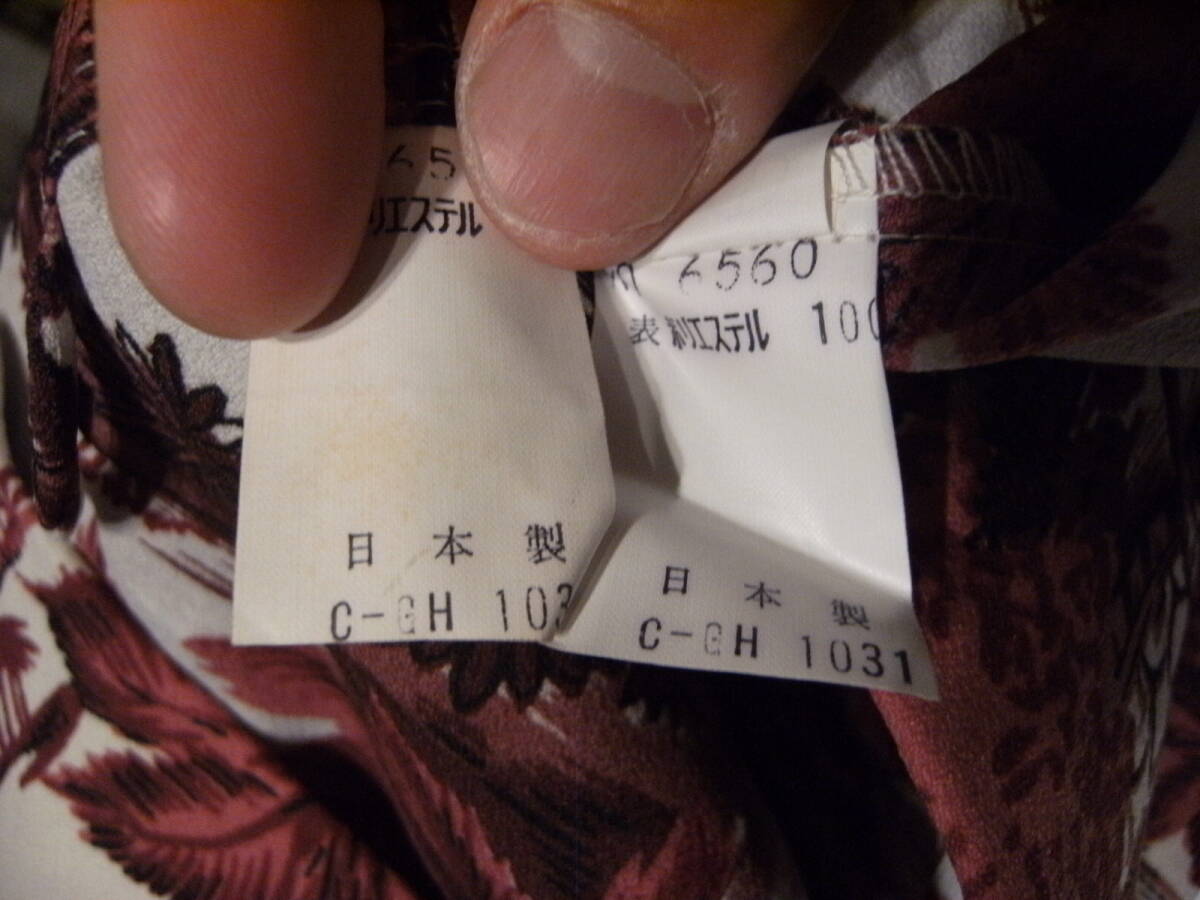 65
ポリエステル
日本製
C-GH 103
6560
表 ポリエステル 100
日本製
C-GH 1031